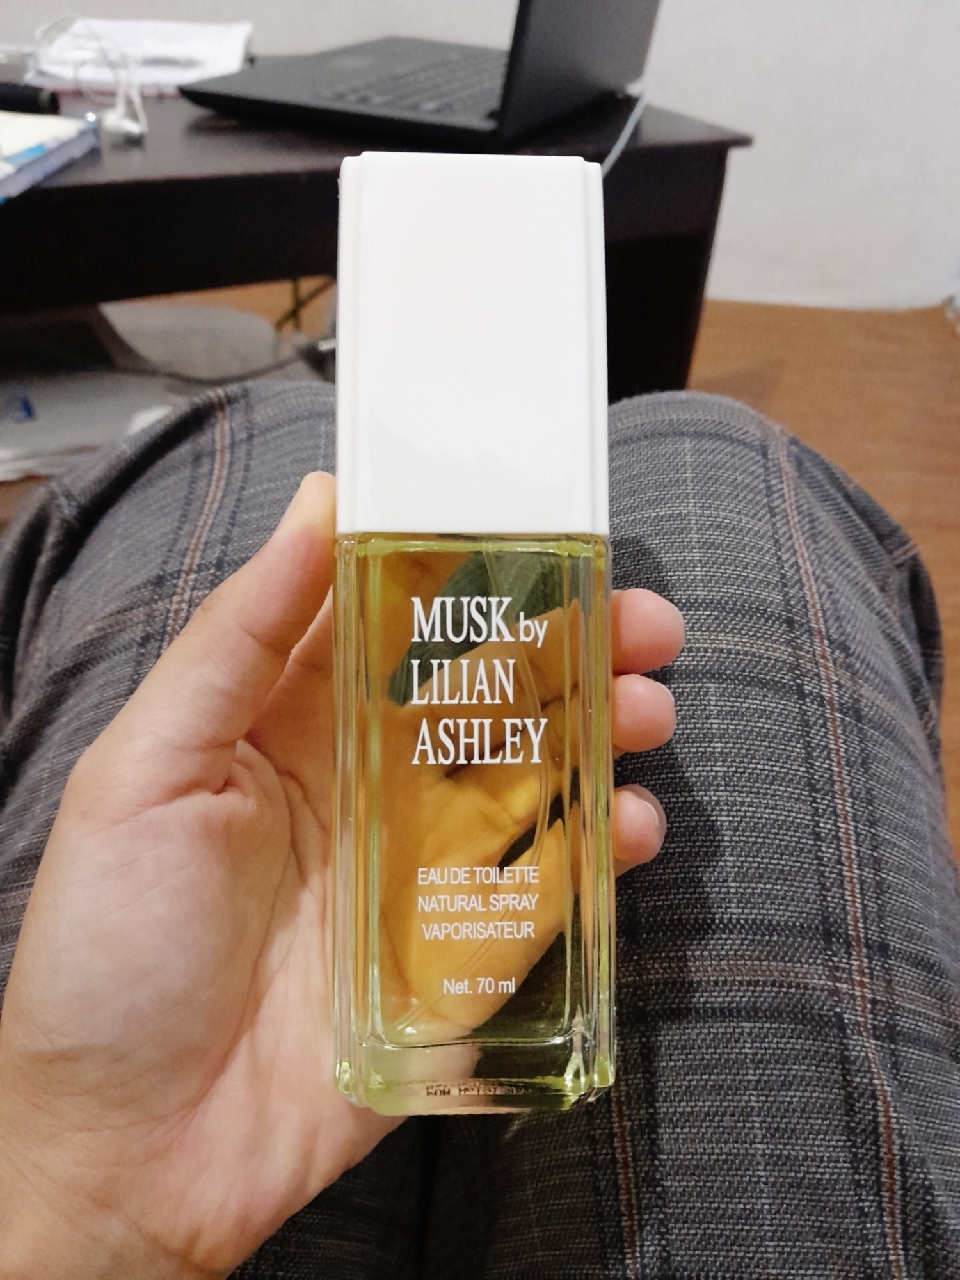 MUSK by
LILIAN
ASHLEY
EAU DE TOILETTE
NATURAL SPRAY
VAPORISATEUR
Net. 70 ml